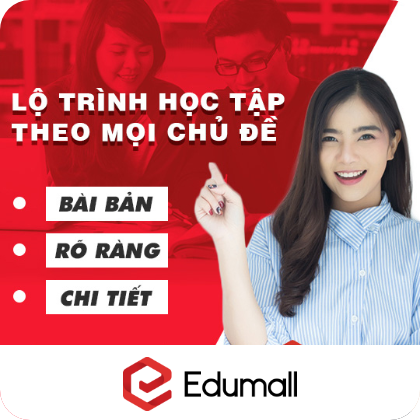 LỘ TRÌNH HỌC TẬP
THEO MỌI CHỦ ĐỀ
BÀI BẢN
RÕ RÀNG
CHI TIẾT
Edumall